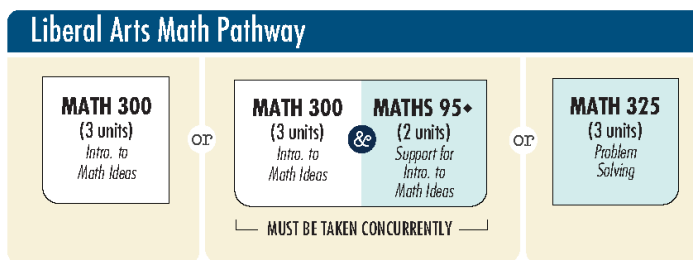 Liberal Arts Math Pathway
MATH 300
(3 units)
Intro. to
Math Ideas
or
MATH 300
(3 units)
Intro. to
Math Ideas
&
MATHS 95◆
(2 units)
Support for
Intro. to
Math Ideas
MUST BE TAKEN CONCURRENTLY
or
MATH 325
(3 units)
Problem
Solving